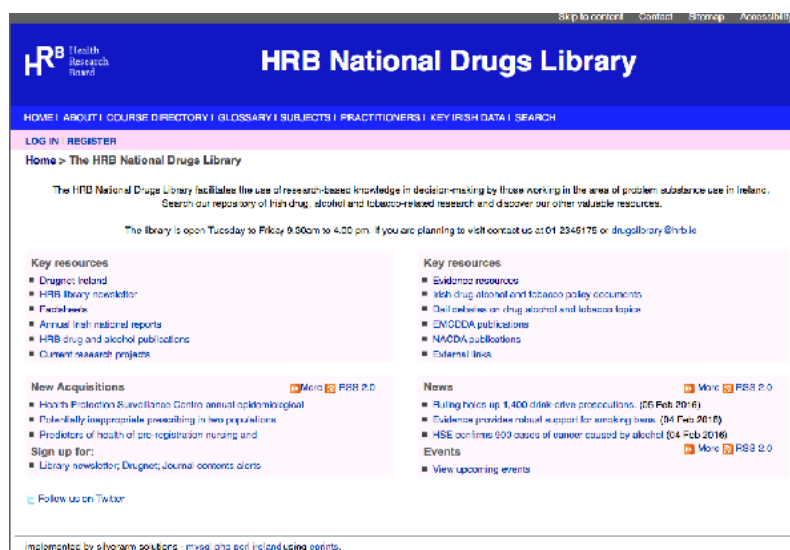 Skip to content Contact Sitemap Accessibility
HRB Health Research Board
HRB National Drugs Library
HOME | ABOUT | COURSE DIRECTORY | GLOSSARY | SUBJECTS | PRACTITIONERS | KEY IRISH DATA | SEARCH
LOG IN | REGISTER
Home > The HRB National Drugs Library
The HRB National Drugs Library facilitates the use of research-based knowledge in decision-making by those working in the area of problem substance use in Ireland.
Search our repository of Irish drug, alcohol and tobacco-related research and discover our other valuable resources.
The library is open Tuesday to Friday 9.30am to 4.00 pm. If you are planning to visit contact us at 01 2345175 or drugslibrary@hrb.ie
Key resources
Drugnet Ireland
HRB library newsletter
Factsheets
Annual Irish national reports
HRB drug and alcohol publications
Current research projects
Key resources
Evidence resources
Irish drug alcohol and tobacco policy documents
Dail debates on drug alcohol and tobacco topics
EMCDDA publications
NACDA publications
External links
New Acquisitions More RSS 2.0
Health Protection Surveillance Centre annual epidemiological
Potentially inappropriate prescribing in two populations
Predictors of health of pre-registration nursing and
Sign up for:
Library newsletter; Drugnet; Journal contents alerts
News More RSS 2.0
Ruling holds up 1,400 drink-drive prosecutions. (05 Feb 2016)
Evidence provides robust support for smoking bans. (04 Feb 2016)
HSE confirms 900 cases of cancer caused by alcohol (04 Feb 2016)
Events More RSS 2.0
View upcoming events
Follow us on Twitter
implemented by silverarm solutions - mysql php perl ireland using eprints.